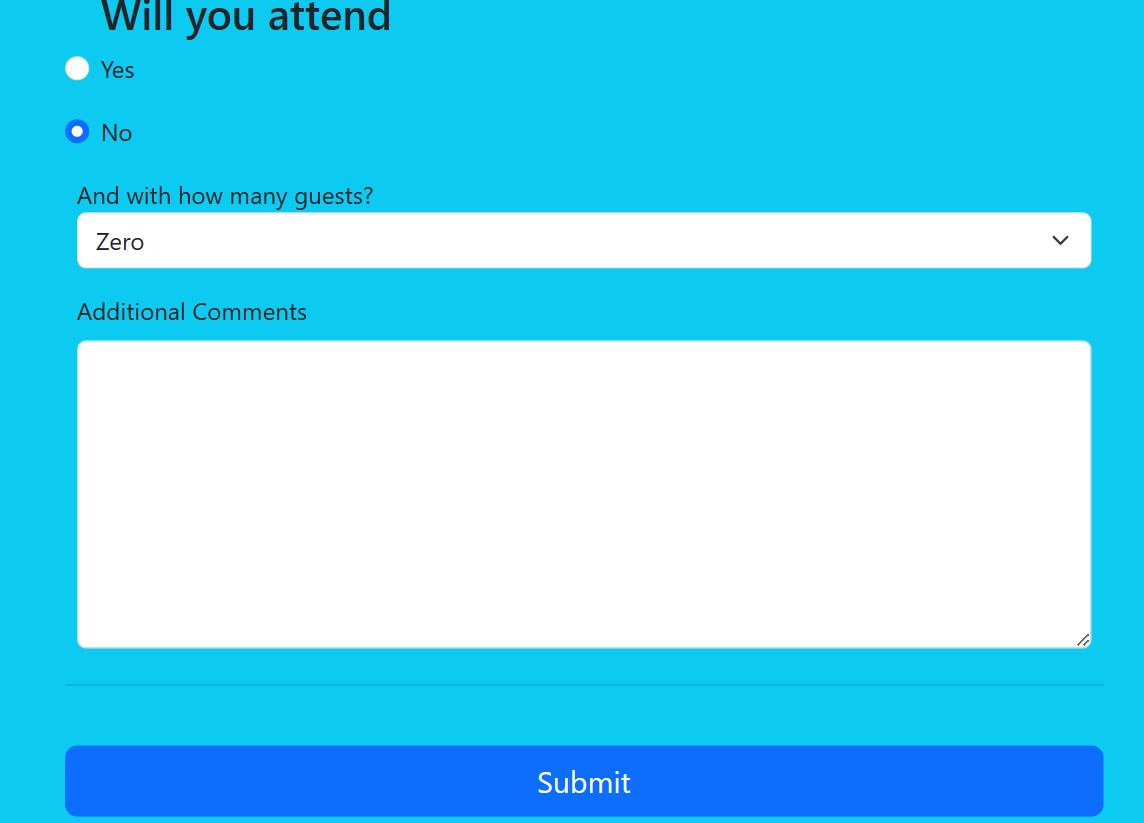 Will you attend
Yes
No
And with how many guests?
Zero
Additional Comments
Submit